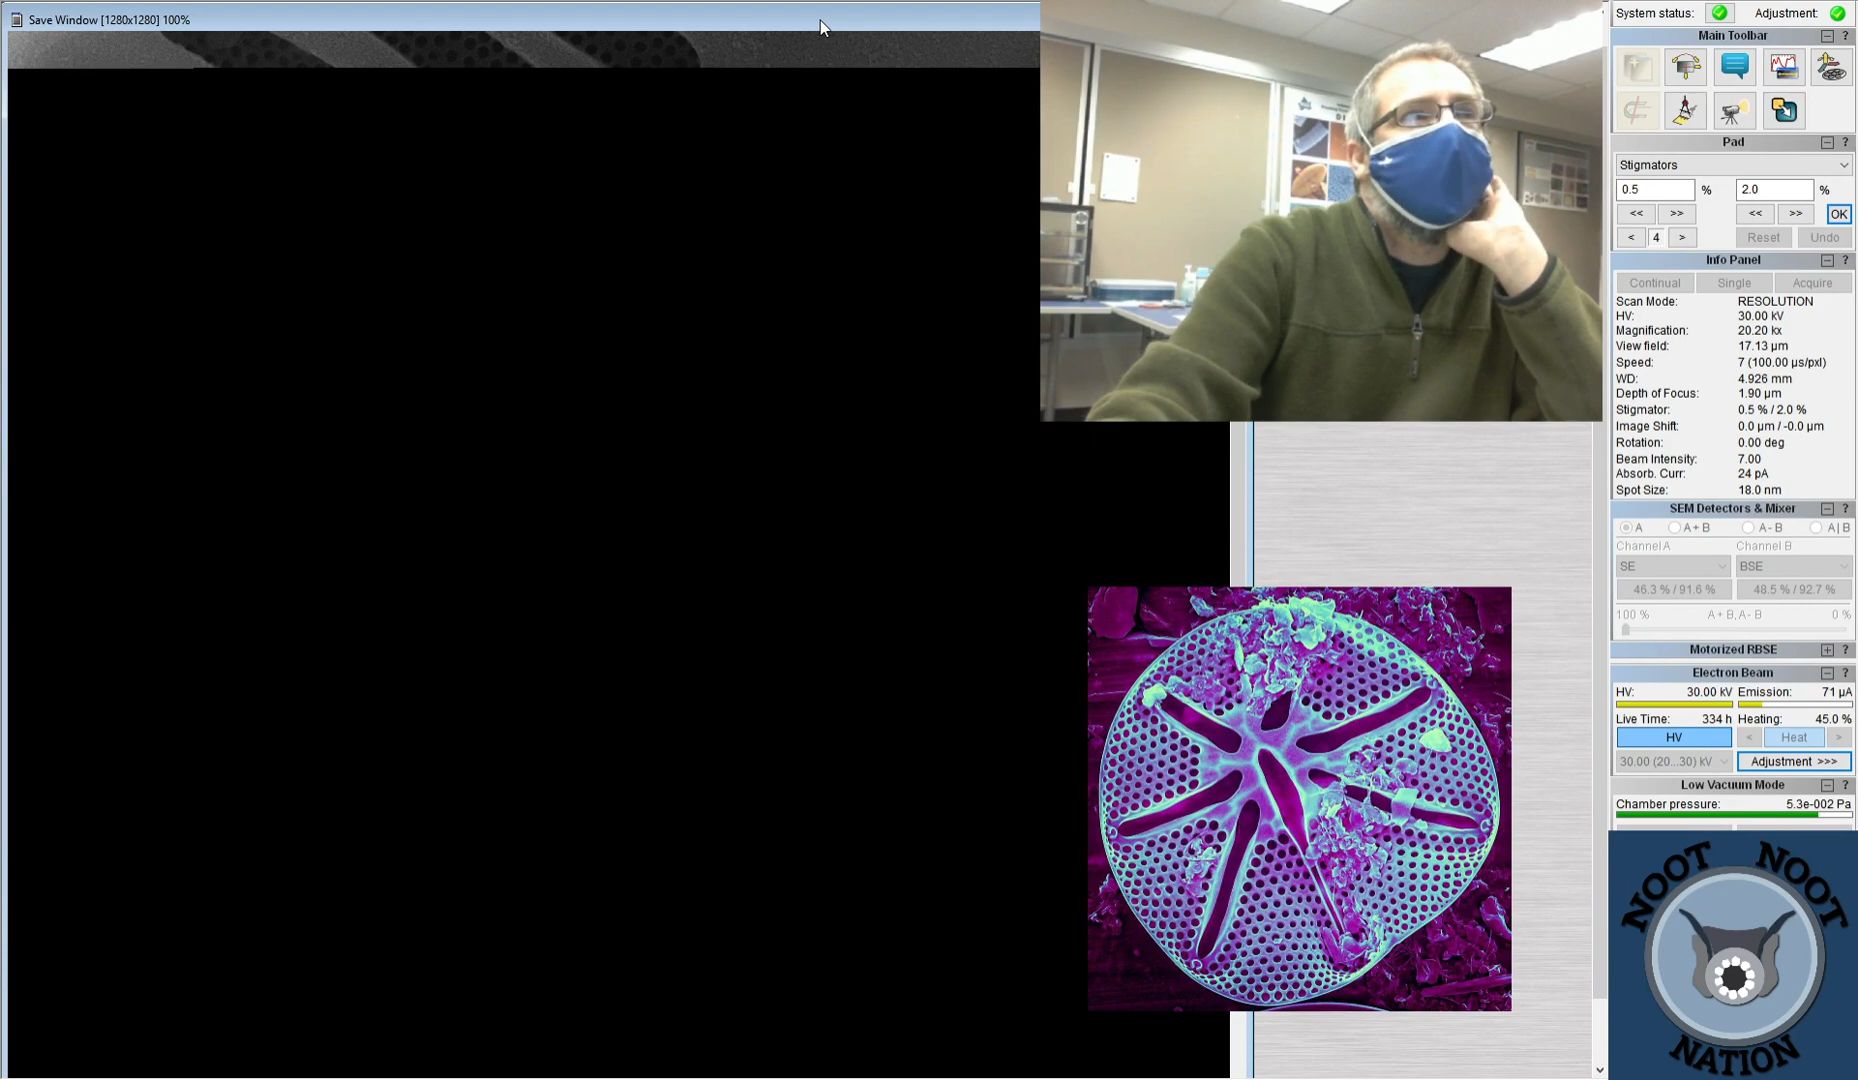 Save Window [1280x1280] 100%
System status: Adjustment:
Main Toolbar
?
Pad
?
Stigmators
0.5 % 2.0 %
<< >> << >> OK
< 4 > Reset Undo
Info Panel
?
Continual Single Acquire
Scan Mode: RESOLUTION
HV: 30.00 kV
Magnification: 20.20 kx
View field: 17.13 µm
Speed: 7 (100.00 µs/pxl)
WD: 4.926 mm
Depth of Focus: 1.90 µm
Stigmator: 0.5 % / 2.0 %
Image Shift: 0.0 µm / -0.0 µm
Rotation: 0.00 deg
Beam Intensity: 7.00
Absorb. Curr: 24 pA
Spot Size: 18.0 nm
SEM Detectors & Mixer
?
A A+B A-B A|B
Channel A Channel B
SE BSE
46.3 % / 91.6 % 48.5 % / 92.7 %
100 % A+B, A-B 0 %
Motorized RBSE
?
Electron Beam
?
HV: 30.00 kV Emission: 71 µA
Live Time: 334 h Heating: 45.0 %
HV < Heat >
30.00 (20...30) kV Adjustment >>>
Low Vacuum Mode
?
Chamber pressure: 5.3e-002 Pa
NOOT NOOT
NATION